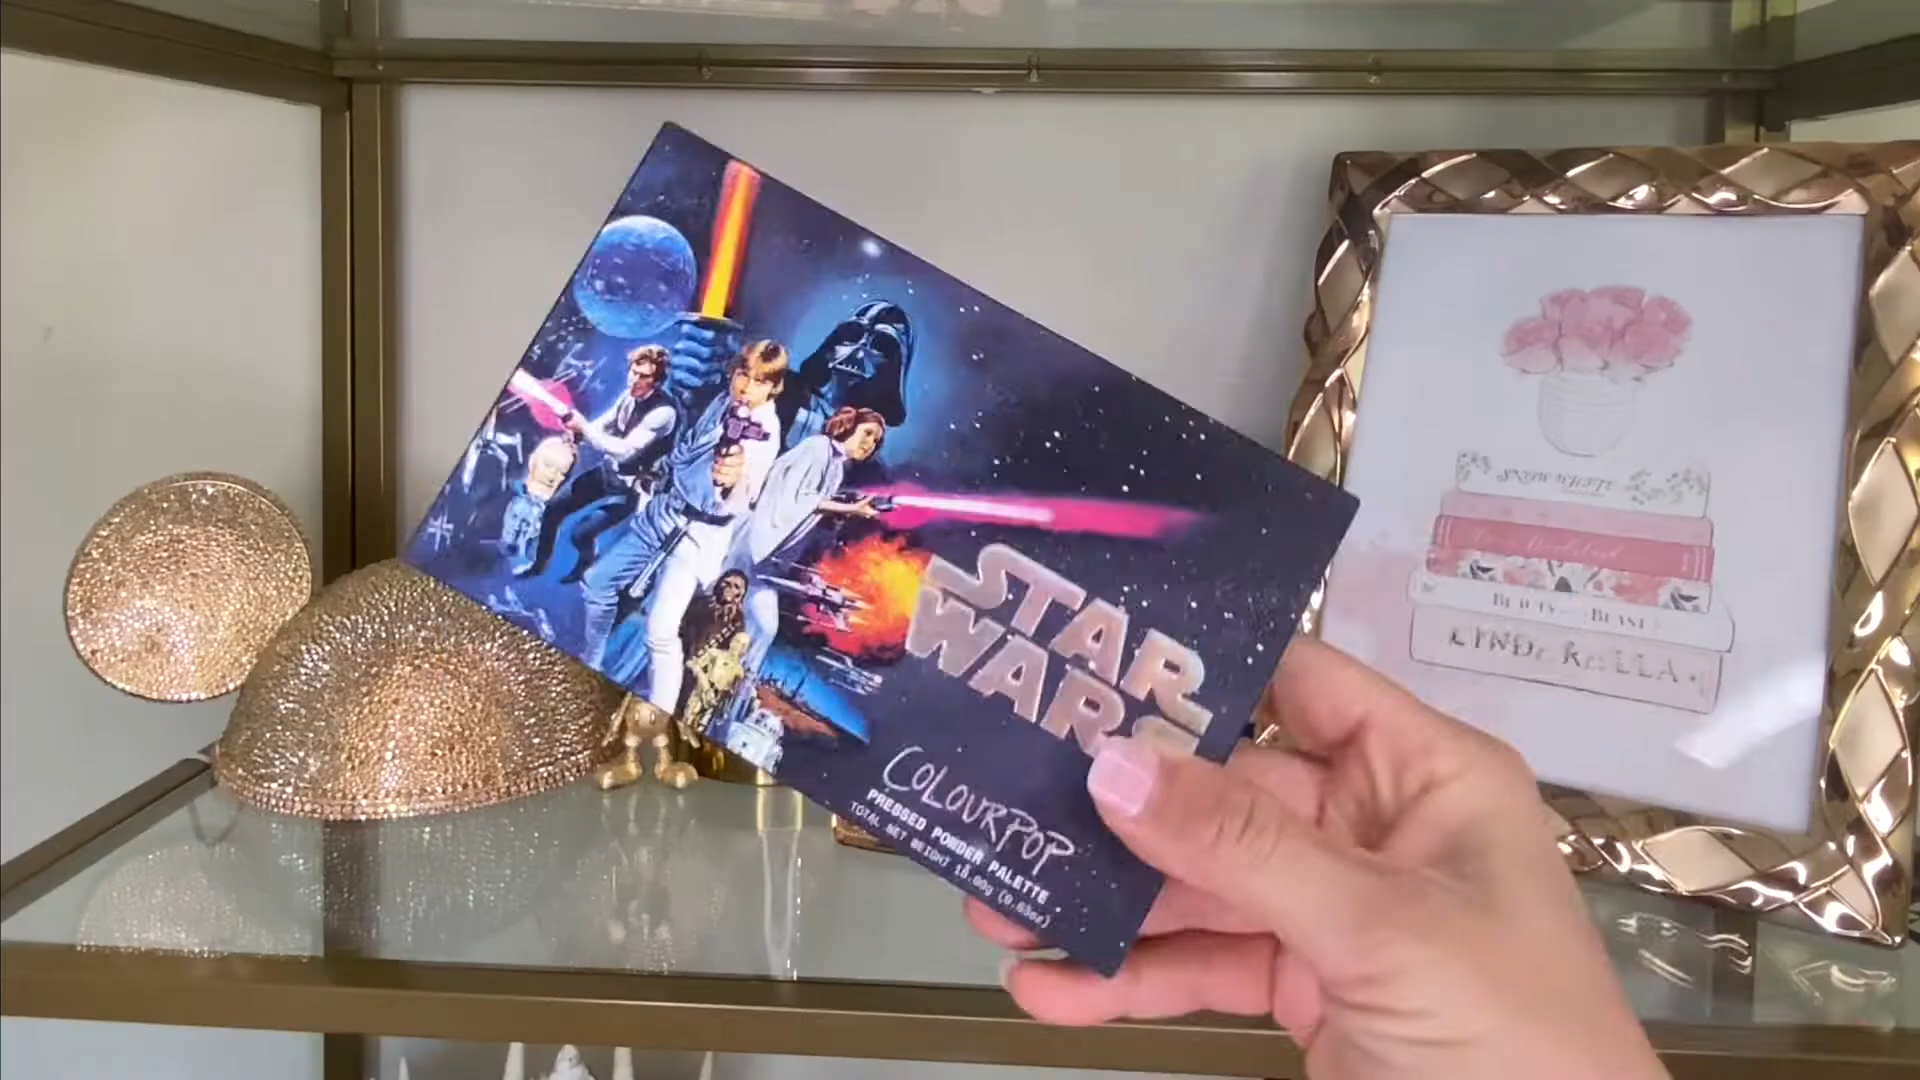 STAR
WARS
COLOURPOP
PRESSED POWDER PALETTE
TOTAL NET WEIGHT 18.00g (0.63oz)
SNOW WHITE
BEAUTY BEAST
CINDERELLA